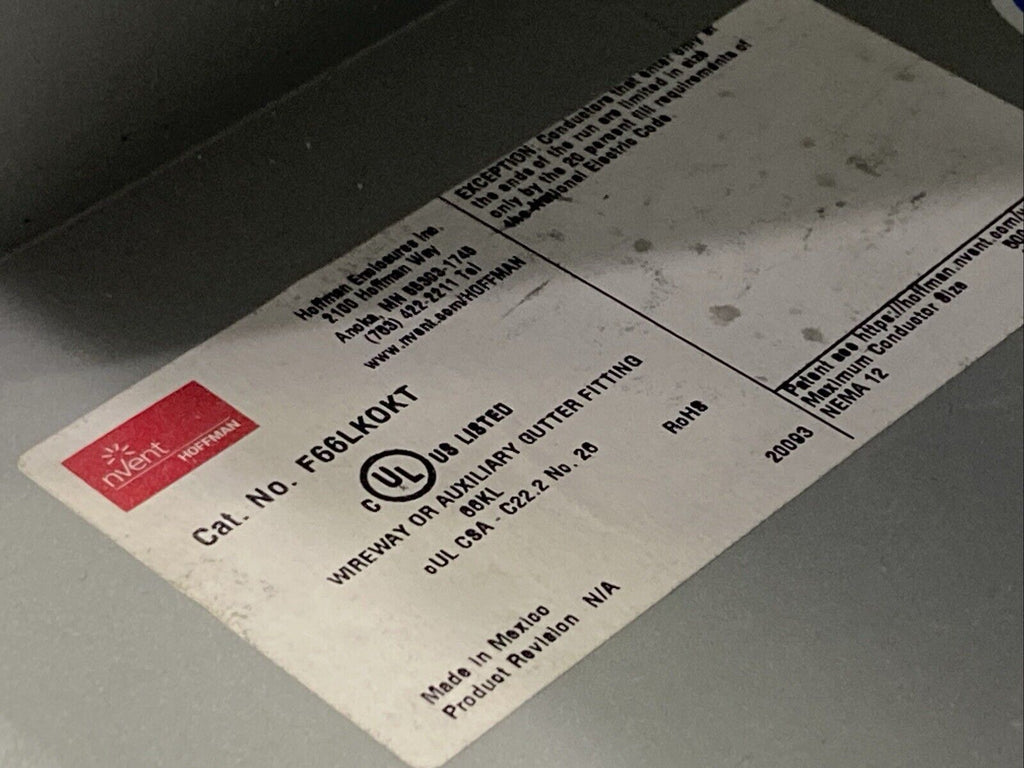 nVent
HOFFMAN
Cat. No. F66LK0KT
Hoffman Enclosures Inc.
2100 Hoffman Way
Anoka, MN 55303-1745
(763) 422-2211 Tel
www.nvent.com/HOFFMAN
C UL US LISTED
WIREWAY OR AUXILIARY GUTTER FITTING
66KL
cUL CSA - C22.2 No. 26
RoHS
Made in Mexico
Product Revision N/A
EXCEPTION: Conductors that enter only at
the ends of the run are limited in size
only by the 20 percent fill requirements of
the National Electric Code.
Patent see https://hoffman.nvent.com/
Maximum Conductor Size
NEMA 12
20093